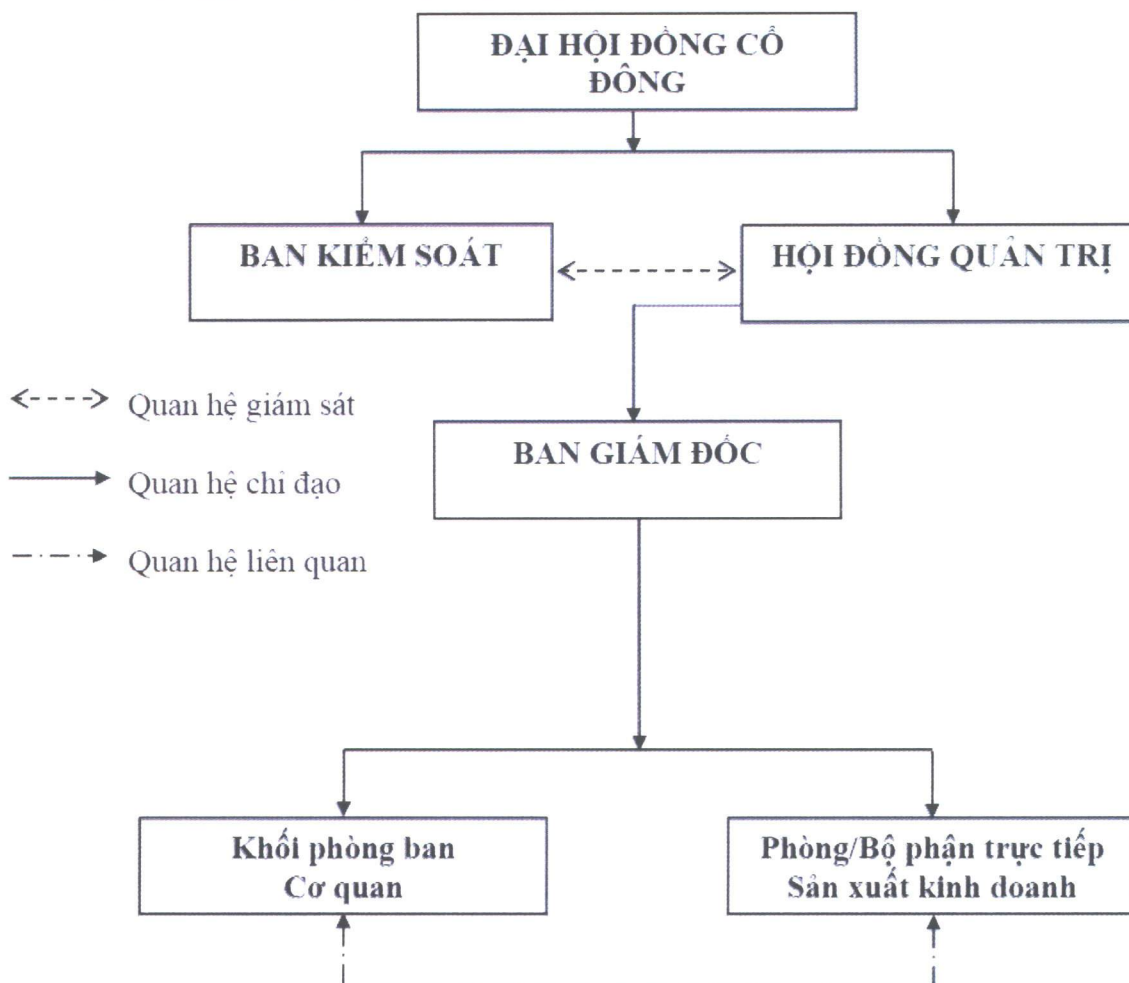 ĐẠI HỘI ĐỒNG CỔ
ĐÔNG
BAN KIỂM SOÁT
HỘI ĐỒNG QUẢN TRỊ
Quan hệ giám sát
BAN GIÁM ĐỐC
Quan hệ chỉ đạo
Quan hệ liên quan
Khối phòng ban
Cơ quan
Phòng/Bộ phận trực tiếp
Sản xuất kinh doanh